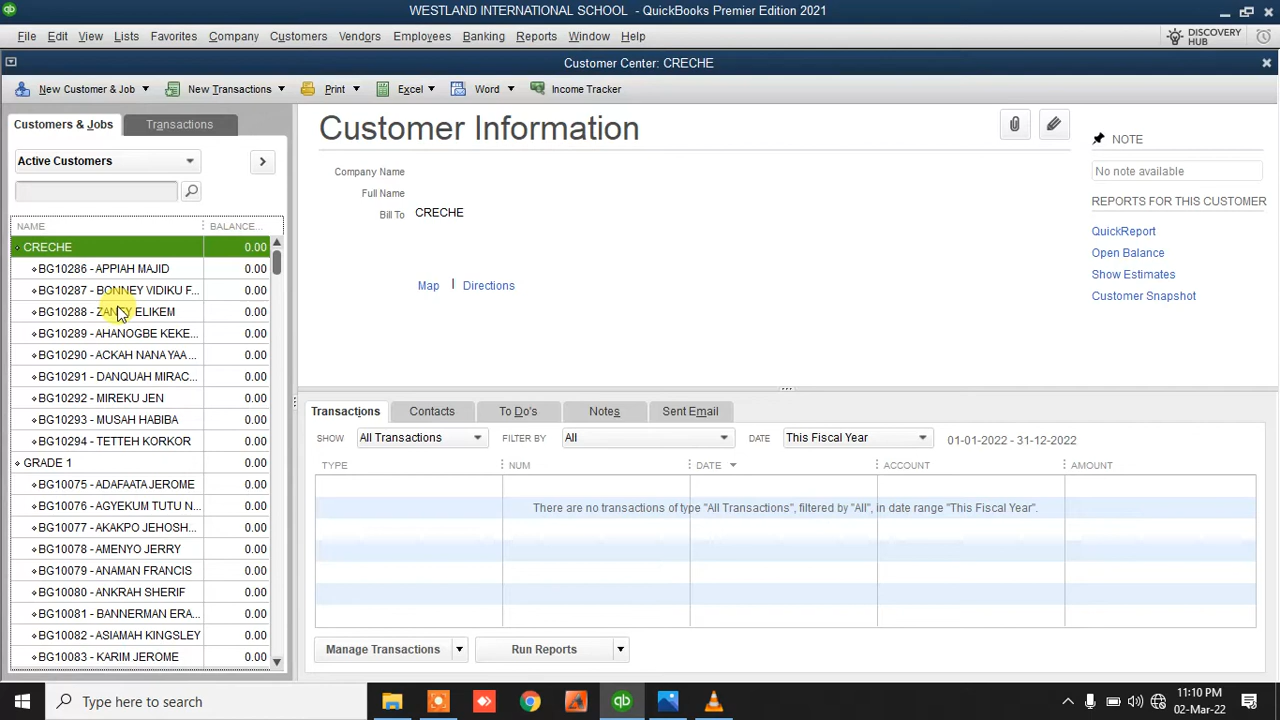 WESTLAND INTERNATIONAL SCHOOL - QuickBooks Premier Edition 2021
File Edit View Lists Favorites Company Customers Vendors Employees Banking Reports Window Help
DISCOVERY HUB
Customer Center: CRECHE
New Customer & Job New Transactions Print Excel Word Income Tracker
Customers & Jobs Transactions
Active Customers
NAME BALANCE...
CRECHE 0.00
BG10286 - APPIAH MAJID 0.00
BG10287 - BONNEY VIDIKU F... 0.00
BG10288 - ELIKEM 0.00
BG10289 - AHANOGBE KEKE... 0.00
BG10290 - ACKAH NANA YAA ... 0.00
BG10291 - DANQUAH MIRAC... 0.00
BG10292 - MIREKU JEN 0.00
BG10293 - MUSAH HABIBA 0.00
BG10294 - TETTEH KORKOR 0.00
GRADE 1 0.00
BG10075 - ADAFAATA JEROME 0.00
BG10076 - AGYEKUM TUTU N... 0.00
BG10077 - AKAKPO JEHOSH... 0.00
BG10078 - AMENYO JERRY 0.00
BG10079 - ANAMAN FRANCIS 0.00
BG10080 - ANKRAH SHERIF 0.00
BG10081 - BANNERMAN ERA... 0.00
BG10082 - ASIAMAH KINGSLEY 0.00
BG10083 - KARIM JEROME 0.00
Customer Information
Company Name
Full Name
Bill To CRECHE
Map | Directions
NOTE
No note available
REPORTS FOR THIS CUSTOMER
QuickReport
Open Balance
Show Estimates
Customer Snapshot
Transactions Contacts To Do's Notes Sent Email
SHOW All Transactions FILTER BY All DATE This Fiscal Year 01-01-2022 - 31-12-2022
TYPE NUM DATE ACCOUNT AMOUNT
There are no transactions of type "All Transactions", filtered by "All", in date range "This Fiscal Year".
Manage Transactions Run Reports
Type here to search
11:10 PM
02-Mar-22